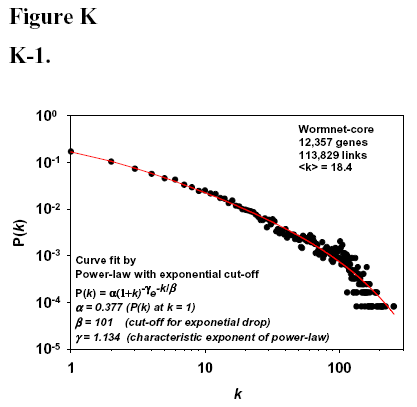 Figure K
K-1.
10⁰
10⁻¹
10⁻²
10⁻³
10⁻⁴
10⁻⁵
P(k)
Wormnet-core
12,357 genes
113,829 links
<k> = 18.4
Curve fit by
Power-law with exponential cut-off
P(k) = α(1+k)^-γe^-k/β
α = 0.377 (P(k) at k = 1)
β = 101 (cut-off for exponetial drop)
γ = 1.134 (characteristic exponent of power-law)
1 10 100
k